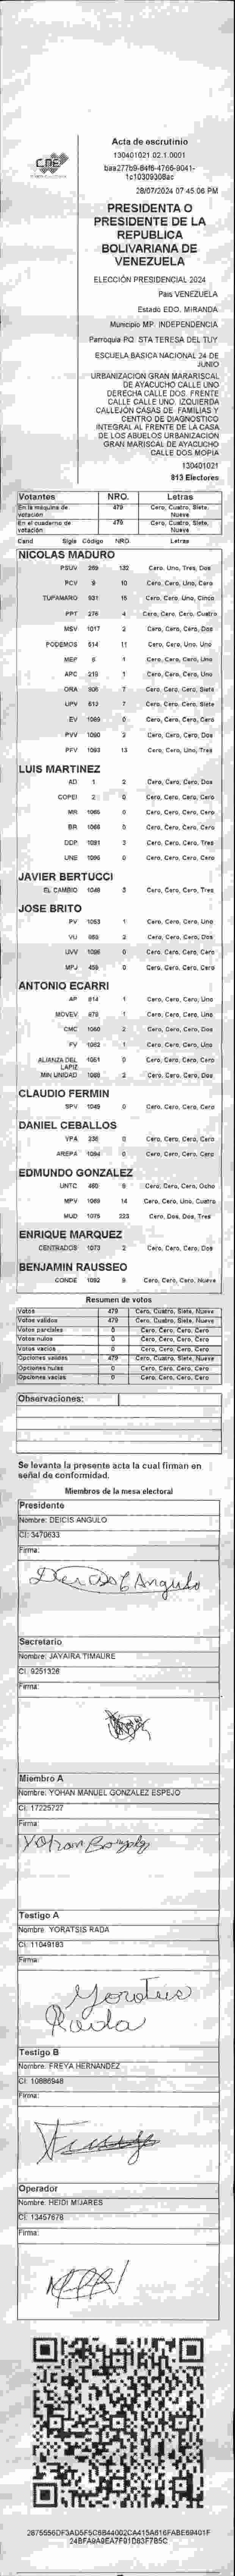 CNE
Acta de escrutinio
130401021.02.1.0001
28/07/2024 07:45:06 PM
PRESIDENTA O
PRESIDENTE DE LA
REPUBLICA
BOLIVARIANA DE
VENEZUELA
ELECCIÓN PRESIDENCIAL 2024
Pais VENEZUELA
Estado EDO. MIRANDA
Municipio MP. INDEPENDENCIA
Parroquia PQ. STA TERESA DEL TUY
ESCUELA BASICA NACIONAL 24 DE
JUNIO
URBANIZACION GRAN MARARISCAL
DE AYACUCHO CALLE UNO
DERECHA CALLE DOS. FRENTE
CALLE CALLE UNO. IZQUIERDA
CALLEJÓN CASAS DE FAMILIAS Y
CENTRO DE DIAGNOSTICO
INTEGRAL AL FRENTE DE LA CASA
DE LOS ABUELOS URBANIZACION
GRAN MARISCAL DE AYACUCHO
CALLE DOS MOPIA
130401021
813 Electores
Votantes NRO. Letras
En la máquina de votación 479 Cero, Cuatro, Siete, Nueve
En el cuaderno de votación 479 Cero, Cuatro, Siete, Nueve
Cand Sigla Código NRO Letras
NICOLAS MADURO
PSUV 269 132 Cero, Uno, Tres, Dos
PCV 9 10 Cero, Cero, Uno, Cero
TUPAMARO 931 15 Cero, Cero, Uno, Cinco
PPT 276 4 Cero, Cero, Cero, Cuatro
MSV 1017 2 Cero, Cero, Cero, Dos
PODEMOS 514 11 Cero, Cero, Uno, Uno
MEP 6 1 Cero, Cero, Cero, Uno
APC 219 1 Cero, Cero, Cero, Uno
ORA 906 7 Cero, Cero, Cero, Siete
UPV 613 7 Cero, Cero, Cero, Siete
EV 1089 0 Cero, Cero, Cero, Cero
PVV 1090 2 Cero, Cero, Cero, Dos
PFV 1093 13 Cero, Cero, Uno, Tres
LUIS MARTINEZ
AD 1 2 Cero, Cero, Cero, Dos
COPEI 2 0 Cero, Cero, Cero, Cero
MR 1065 0 Cero, Cero, Cero, Cero
BR 1066 0 Cero, Cero, Cero, Cero
DDP 1091 3 Cero, Cero, Cero, Tres
UNE 1096 0 Cero, Cero, Cero, Cero
JAVIER BERTUCCI
EL CAMBIO 1048 3 Cero, Cero, Cero, Tres
JOSE BRITO
PV 1053 1 Cero, Cero, Cero, Uno
VU 2 Cero, Cero, Cero, Dos
UVV 1095 0 Cero, Cero, Cero, Cero
MPJ 459 0 Cero, Cero, Cero, Cero
ANTONIO ECARRI
AP 914 1 Cero, Cero, Cero, Uno
MOVEV 979 1 Cero, Cero, Cero, Uno
CMC 1060 2 Cero, Cero, Cero, Dos
FV 1062 1 Cero, Cero, Cero, Uno
ALIANZA DEL LAPIZ 1061 0 Cero, Cero, Cero, Cero
MIN UNIDAD 1068 2 Cero, Cero, Cero, Dos
CLAUDIO FERMIN
SPV 1049 0 Cero, Cero, Cero, Cero
DANIEL CEBALLOS
VPA 336 0 Cero, Cero, Cero, Cero
AREPA 1094 0 Cero, Cero, Cero, Cero
EDMUNDO GONZALEZ
UNTC 460 8 Cero, Cero, Cero, Ocho
MPV 1069 14 Cero, Cero, Uno, Cuatro
MUD 1075 223 Cero, Dos, Dos, Tres
ENRIQUE MARQUEZ
CENTRADOS 1073 2 Cero, Cero, Cero, Dos
BENJAMIN RAUSSEO
CONDE 1092 9 Cero, Cero, Cero, Nueve
Resumen de votos
Votos 479 Cero, Cuatro, Siete, Nueve
Votos validos 479 Cero, Cuatro, Siete, Nueve
Votos parciales 0 Cero, Cero, Cero, Cero
Votos nulos 0 Cero, Cero, Cero, Cero
Votos vacios 0 Cero, Cero, Cero, Cero
Opciones validas 479 Cero, Cuatro, Siete, Nueve
Opciones nulas 0 Cero, Cero, Cero, Cero
Opciones vacias 0 Cero, Cero, Cero, Cero
Observaciones:
Se levanta la presente acta la cual firman en
señal de conformidad.
Miembros de la mesa electoral
Presidente
Nombre: DEICIS ANGULO
CI: 3470633
Firma:
Deicis Angulo
Secretario
Nombre: JAVAIRA TIMAURE
CI: 9251326
Firma:
Miembro A
Nombre: YOHAN MANUEL GONZALEZ ESPEJO
CI: 17225727
Firma:
Yohan Gonzalez
Testigo A
Nombre: YORATSIS RADA
CI: 11049183
Firma:
Rada
Testigo B
Nombre: FREYA HERNANDEZ
CI: 10886948
Firma:
Operador
Nombre: HEIDI MIJARES
CI: 13457678
Firma: